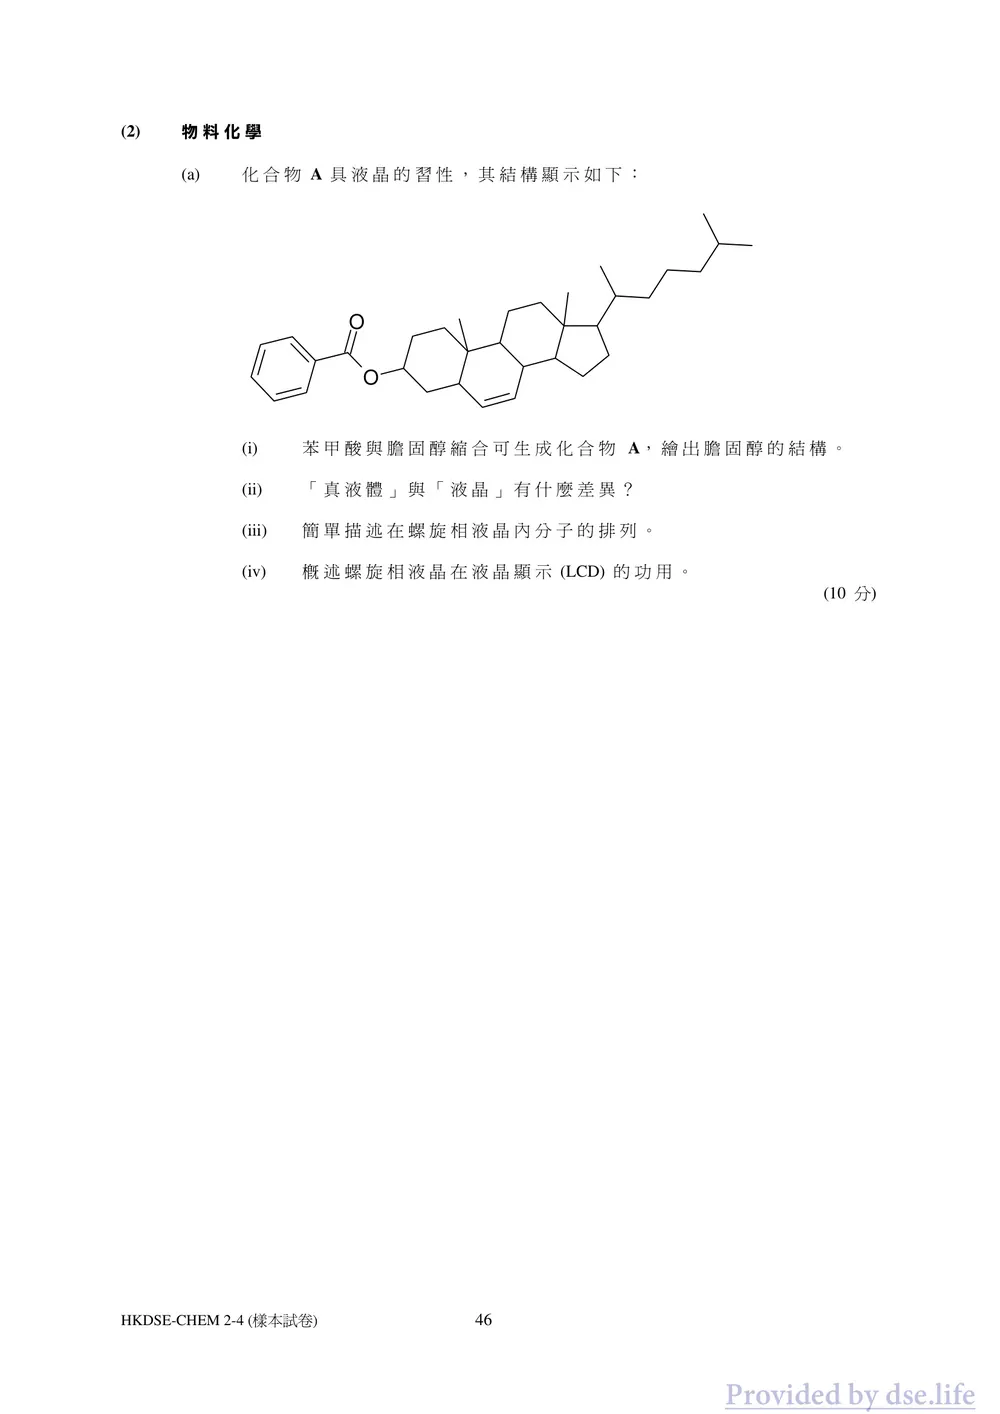 (2) 物料化學
(a) 化合物 A 具液晶的習性，其結構顯示如下：
O
O
(i) 苯甲酸與膽固醇縮合可生成化合物 A，繪出膽固醇的結構。
(ii) 「真液體」與「液晶」有什麼差異？
(iii) 簡單描述在螺旋相液晶內分子的排列。
(iv) 概述螺旋相液晶在液晶顯示 (LCD) 的功用。
(10 分)
HKDSE-CHEM 2-4 (樣本試卷) 46
Provided by dse.life